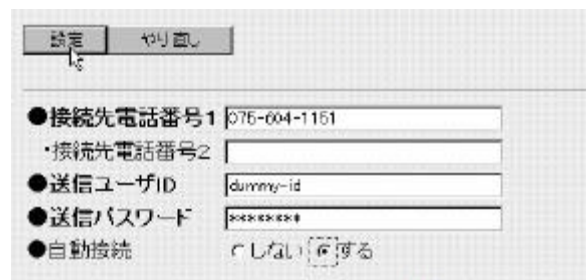 設定 やり直し
●接続先電話番号1 075-604-1151
・接続先電話番号2
●送信ユーザID dummy-id
●送信パスワード ********
●自動接続 しない する